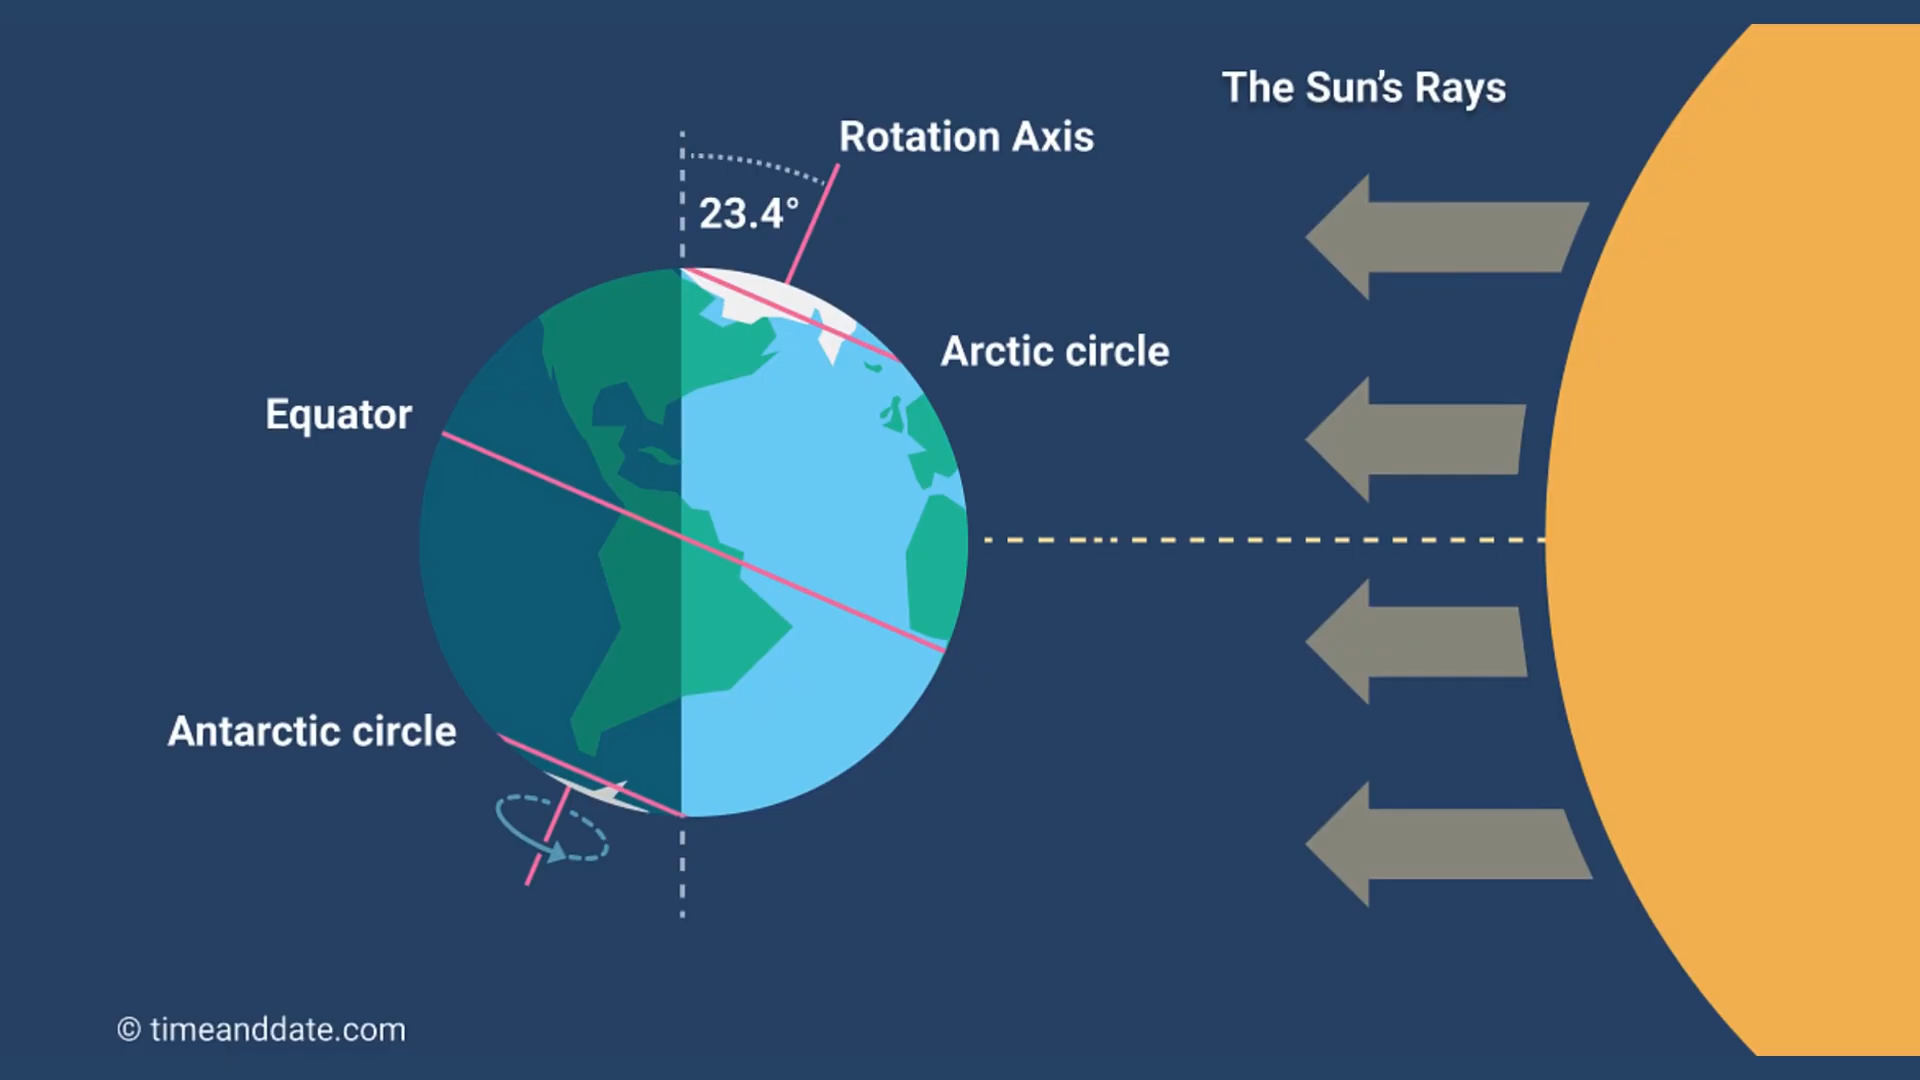 The Sun's Rays
Rotation Axis
23.4°
Arctic circle
Equator
Antarctic circle
© timeanddate.com